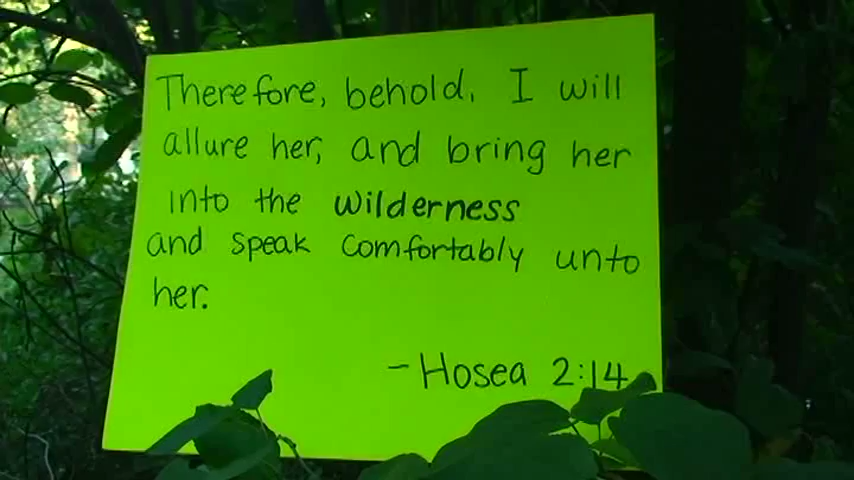 Therefore, behold, I will
allure her, and bring her
into the wilderness
and speak comfortably unto
her.
- Hosea 2:14